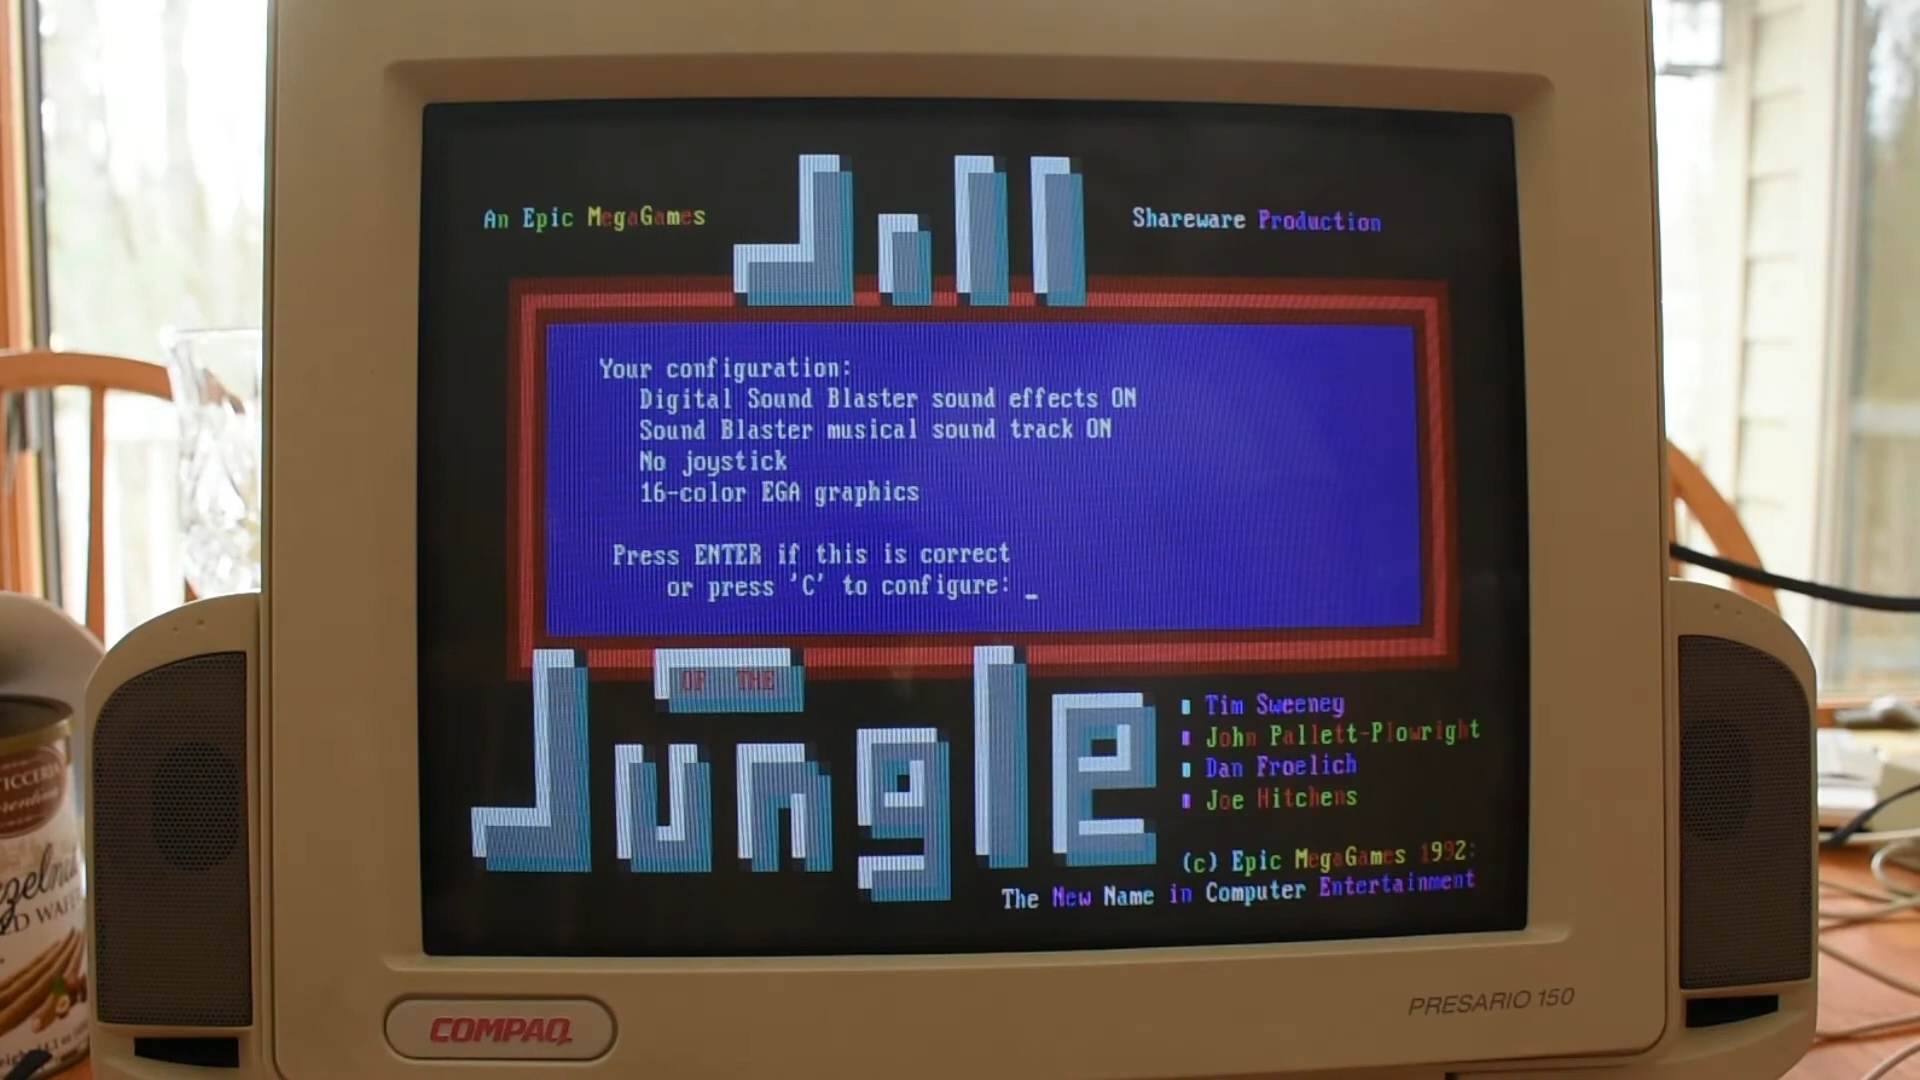 Jill
An Epic MegaGames
Shareware Production
Your configuration:
Digital Sound Blaster sound effects ON
Sound Blaster musical sound track ON
No joystick
16-color EGA graphics
Press ENTER if this is correct
or press 'C' to configure: _
OF THE
Jungle
Tim Sweeney
John Pallett-Plowright
Dan Froelich
Joe Hitchens
(c) Epic MegaGames 1992:
The New Name in Computer Entertainment
COMPAQ
PRESARIO 150